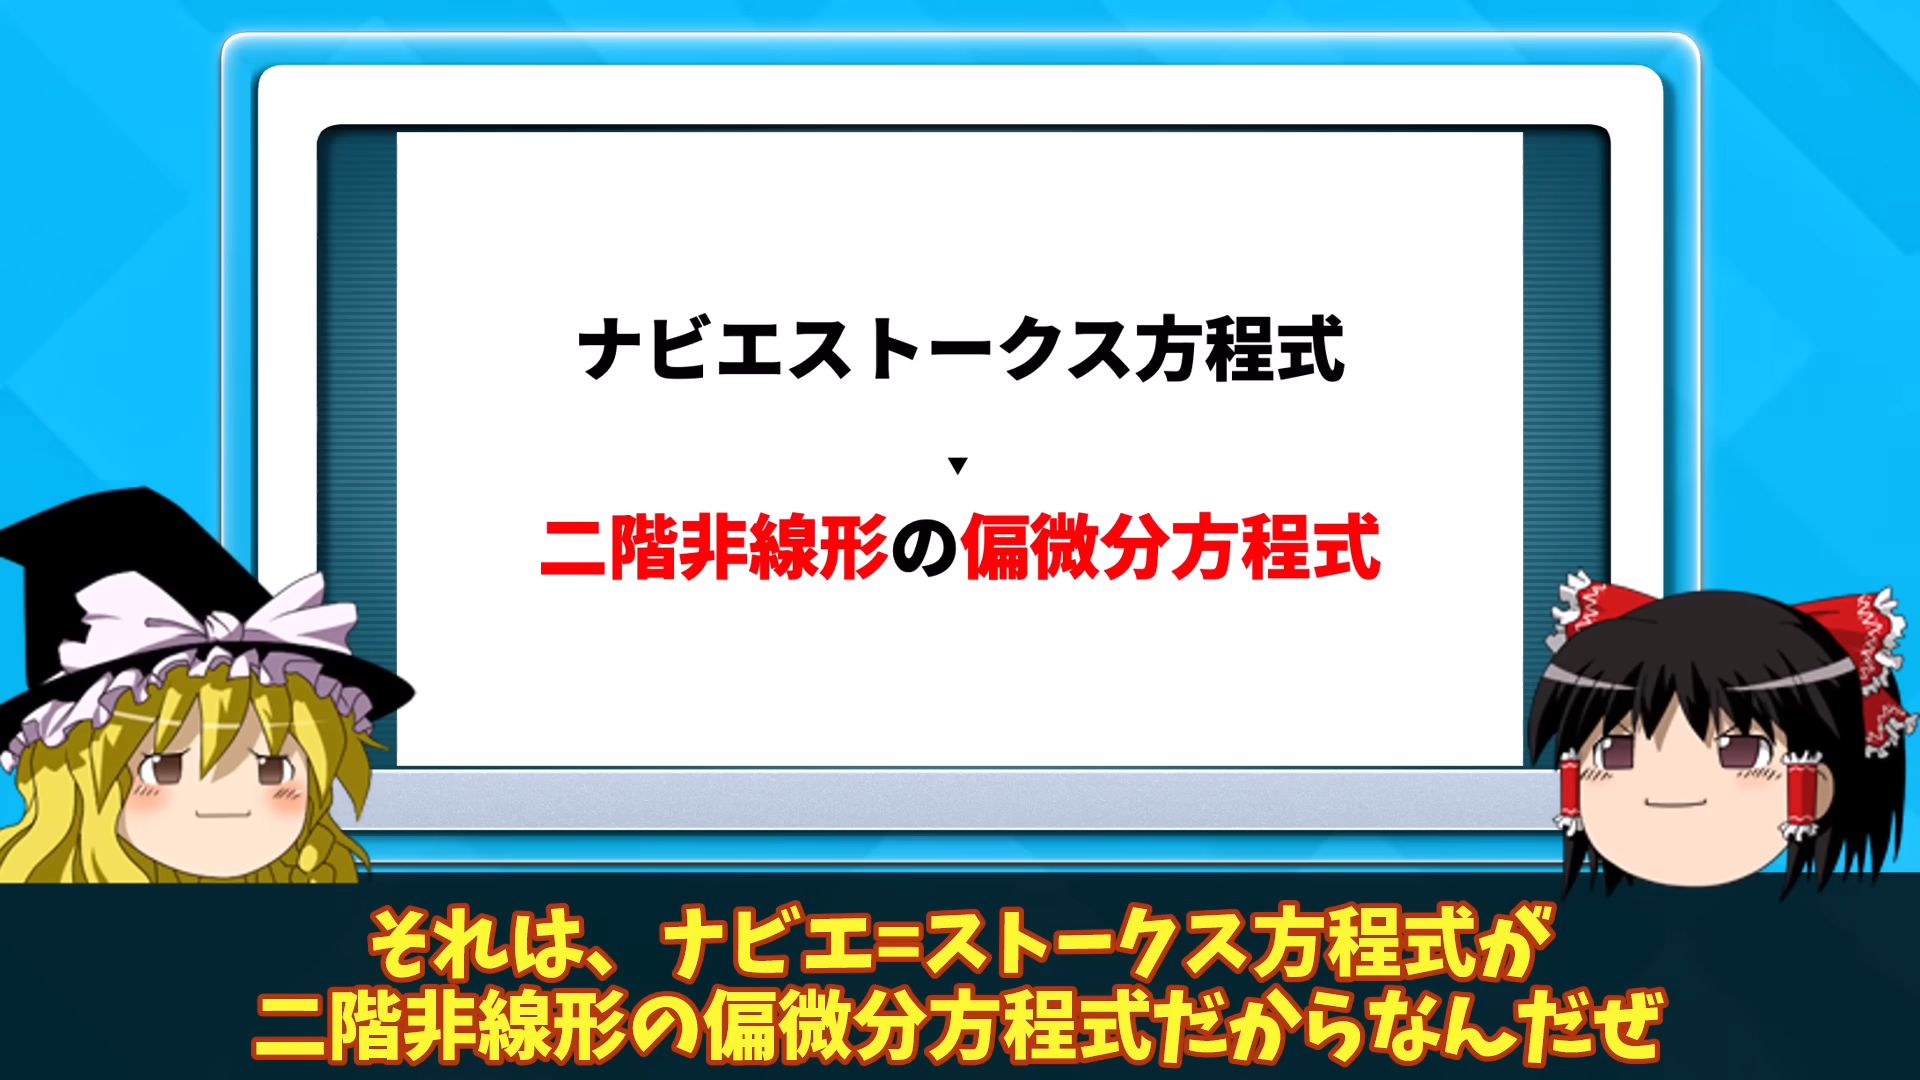 ナビエストークス方程式
▼
二階非線形の偏微分方程式
それは、ナビエ=ストークス方程式が
二階非線形の偏微分方程式だからなんだぜ